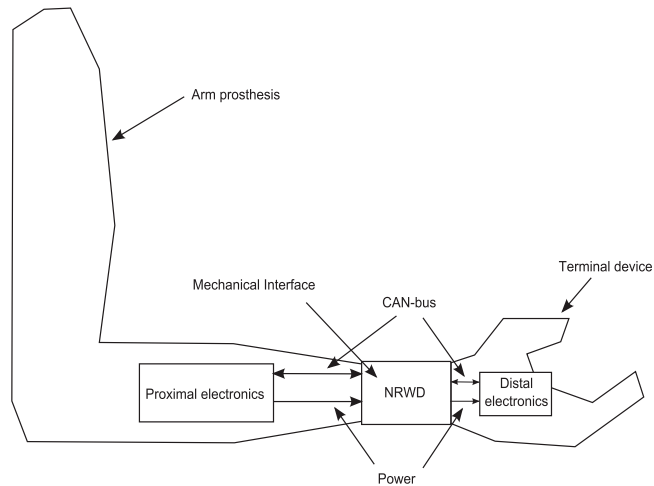 Arm prosthesis
Terminal device
Mechanical Interface
CAN-bus
Proximal electronics
NRWD
Distal
electronics
Power